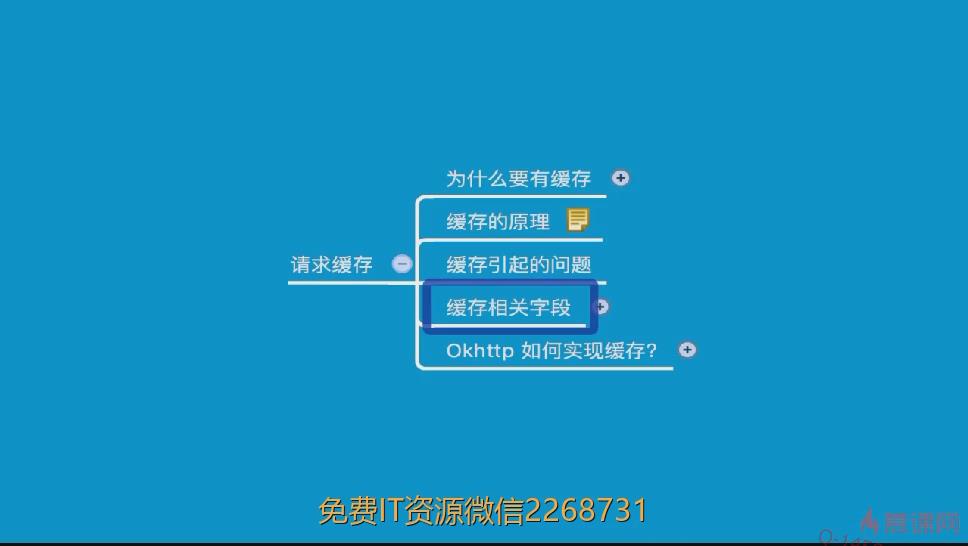 为什么要有缓存
缓存的原理
请求缓存
缓存引起的问题
缓存相关字段
Okhttp 如何实现缓存?
免费IT资源微信2268731
慕课网